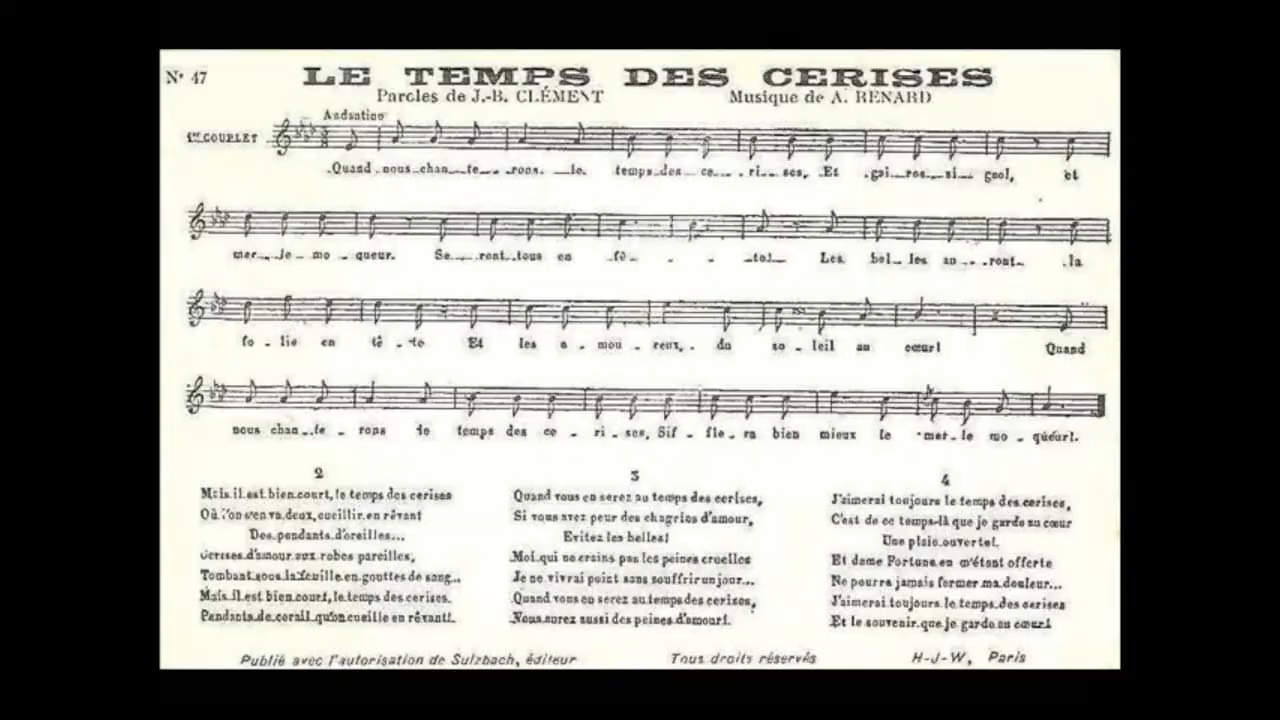 Nº 47
LE TEMPS DES CERISES
Paroles de J.-B. CLÉMENT Musique de A. RENARD
Andantino
1er COUPLET
Quand nous chan_te_rons le temps des ce_ri_ses, Et gai ros_si_gnol, et
mer_le mo_queur. Se_ront tous en fê_te! Les bel_les au_ront la
fo_lie en tê_te Et les a_mou_reux, du so_leil au cœur! Quand
nous chan_te_rons le temps des ce_ri_ses, Sif_fle_ra bien mieux le mer_le mo_queur!.
2
Mais il est bien court, le temps des cerises
Où l'on s'en va deux, cueillir en rêvant
Des pendants d'oreilles...
Cerises d'amour aux robes pareilles,
Tombant sous la feuille en gouttes de sang...
Mais il est bien court, le temps des cerises.
Pendants de corail qu'on cueille en rêvant!.
3
Quand vous en serez au temps des cerises,
Si vous avez peur des chagrins d'amour,
Evitez les belles!
Moi qui ne crains pas les peines cruelles
Je ne vivrai point sans souffrir un jour...
Quand vous en serez au temps des cerises,
Vous aurez aussi des peines d'amour!.
4
J'aimerai toujours le temps des cerises,
C'est de ce temps-là que je garde au cœur
Une plaie ouverte!.
Et dame Fortune en m'étant offerte
Ne pourra jamais fermer ma douleur...
J'aimerai toujours le temps des cerises
Et le souvenir que je garde au cœur!
Publié avec l'autorisation de Sulzbach, éditeur Tous droits réservés H-J-W, Paris